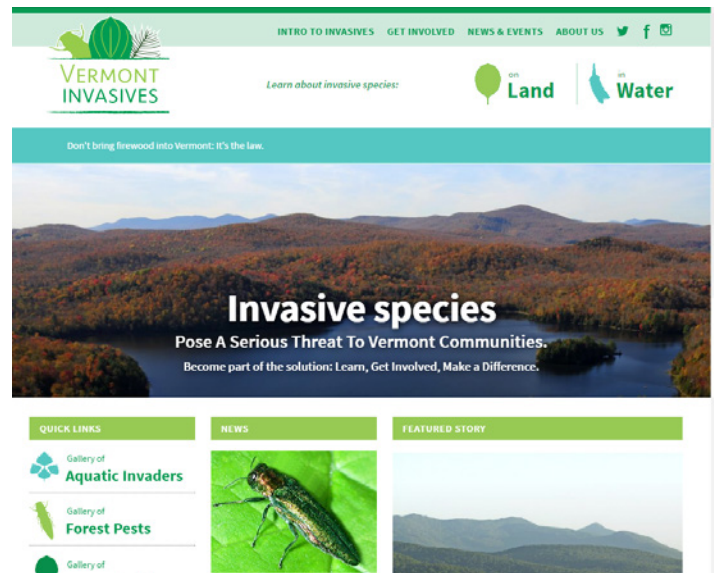 INTRO TO INVASIVES GET INVOLVED NEWS & EVENTS ABOUT US
VERMONT
INVASIVES
Learn about invasive species:
on
Land
in
Water
Don't bring firewood into Vermont: It's the law.
Invasive species
Pose A Serious Threat To Vermont Communities.
Become part of the solution: Learn, Get Involved, Make a Difference.
QUICK LINKS
Gallery of
Aquatic Invaders
Gallery of
Forest Pests
Gallery of
NEWS
FEATURED STORY